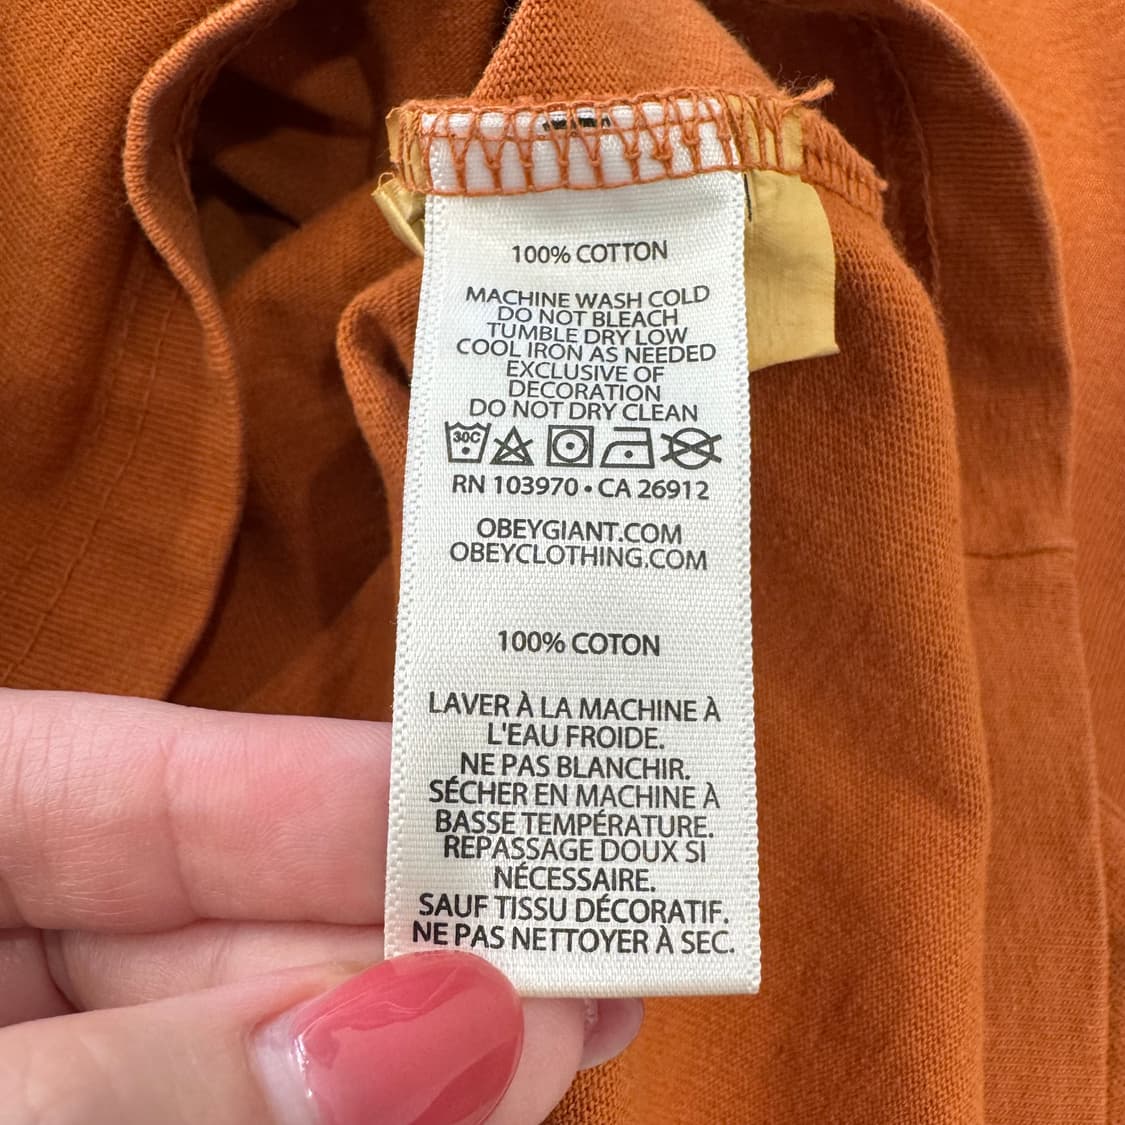 100% COTTON
MACHINE WASH COLD
DO NOT BLEACH
TUMBLE DRY LOW
COOL IRON AS NEEDED
EXCLUSIVE OF
DECORATION
DO NOT DRY CLEAN
30C
RN 103970 • CA 26912
OBEYGIANT.COM
OBEYCLOTHING.COM
100% COTON
LAVER À LA MACHINE À
L'EAU FROIDE.
NE PAS BLANCHIR.
SÉCHER EN MACHINE À
BASSE TEMPÉRATURE.
REPASSAGE DOUX SI
NÉCESSAIRE.
SAUF TISSU DÉCORATIF.
NE PAS NETTOYER À SEC.